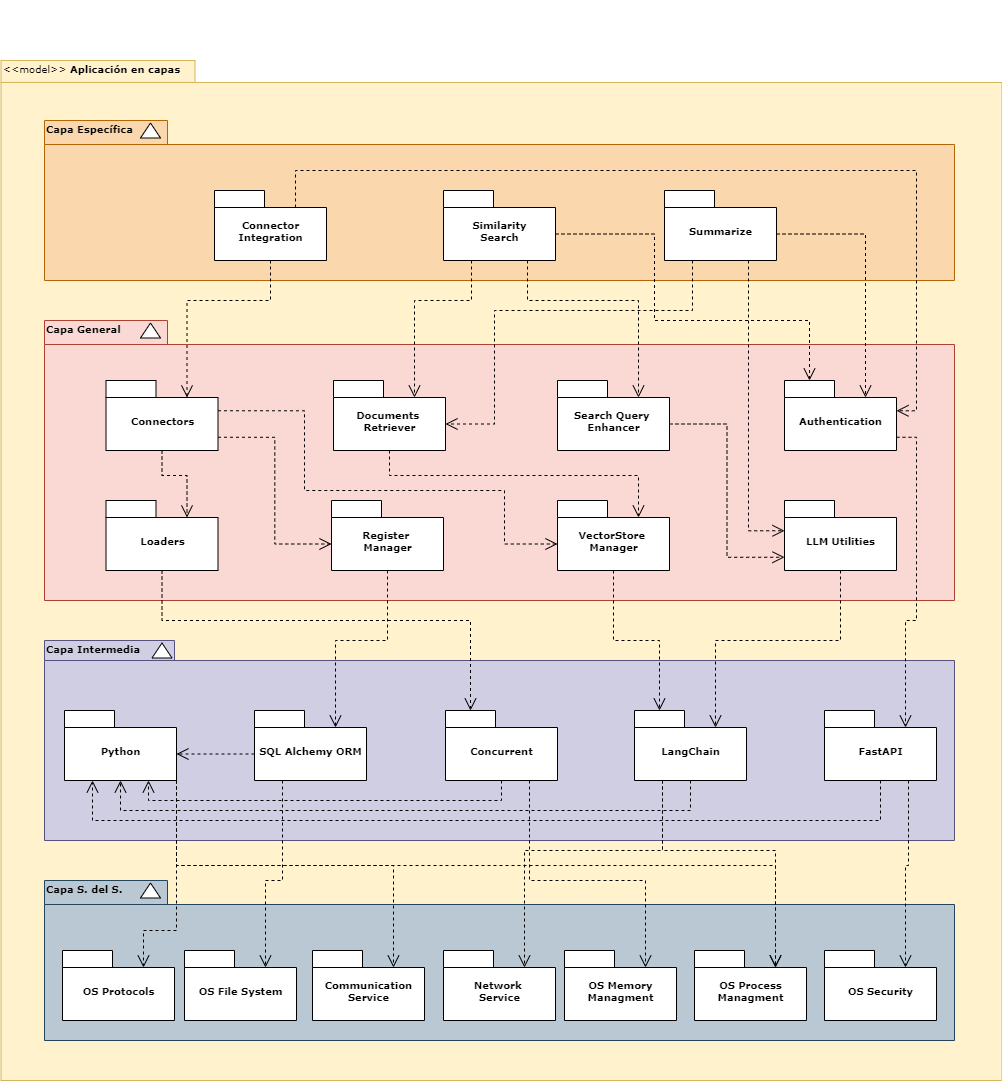 <<model>> Aplicación en capas
Capa Específica
Connector
Integration
Similarity
Search
Summarize
Capa General
Connectors
Documents
Retriever
Search Query
Enhancer
Authentication
Loaders
Register
Manager
VectorStore
Manager
LLM Utilities
Capa Intermedia
Python
SQL Alchemy ORM
Concurrent
LangChain
FastAPI
Capa S. del S.
OS Protocols
OS File System
Communication
Service
Network
Service
OS Memory
Managment
OS Process
Managment
OS Security